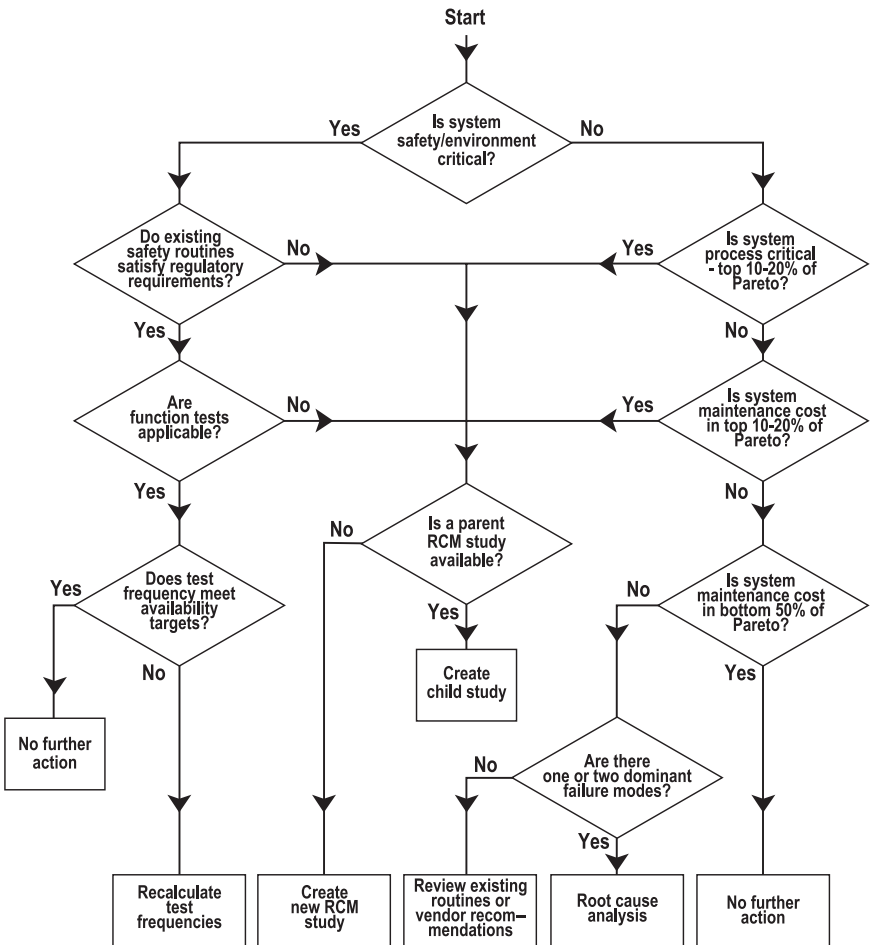 Start
Is system
safety/environment
critical?
Yes
No
Do existing
safety routines
satisfy regulatory
requirements?
No
Yes
Is system
process critical
- top 10-20% of
Pareto?
Yes
No
Are
function tests
applicable?
No
Yes
Is system
maintenance cost
in top 10-20% of
Pareto?
Yes
No
Is a parent
RCM study
available?
No
Yes
Does test
frequency meet
availability
targets?
Yes
No
Is system
maintenance cost
in bottom 50% of
Pareto?
No
Yes
Create
child study
No further
action
Are there
one or two dominant
failure modes?
No
Yes
Recalculate
test
frequencies
Create
new RCM
study
Review existing
routines or
vendor recom–
mendations
Root cause
analysis
No further
action